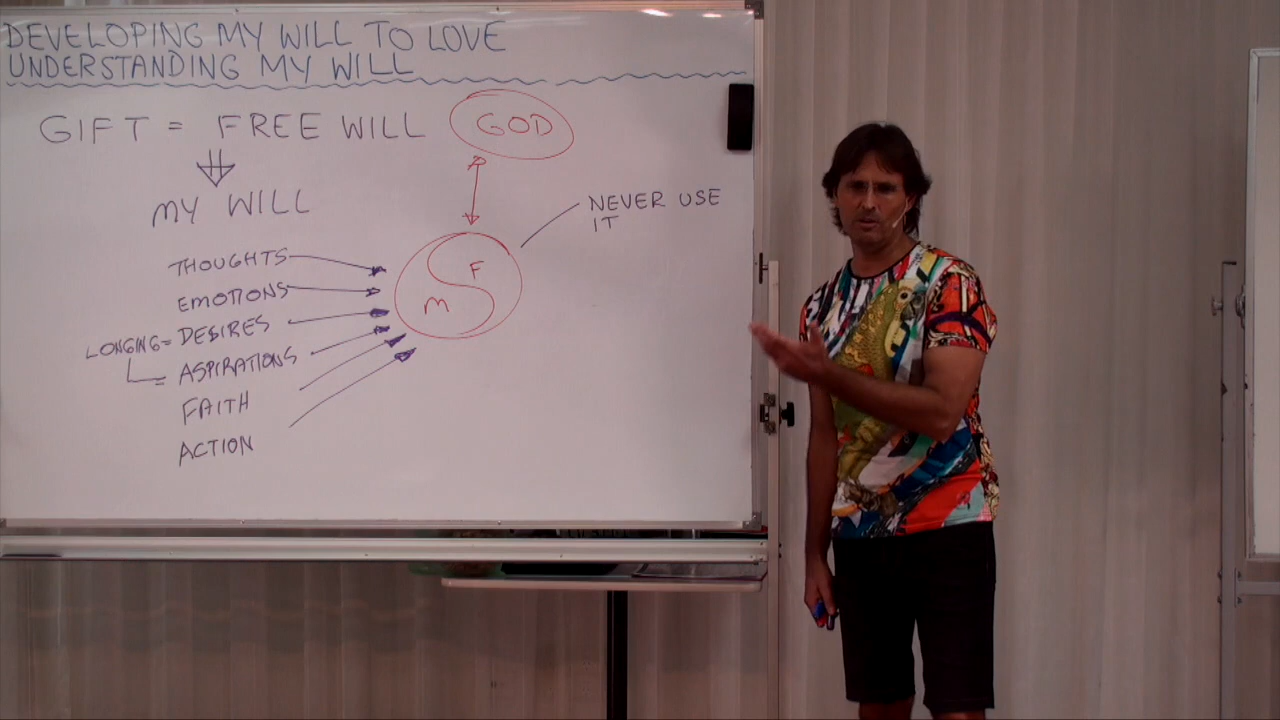 DEVELOPING MY WILL TO LOVE
UNDERSTANDING MY WILL
GIFT = FREE WILL
GOD
MY WILL
NEVER USE
IT
THOUGHTS
EMOTIONS
LONGING = DESIRES
= ASPIRATIONS
FAITH
ACTION
F
M